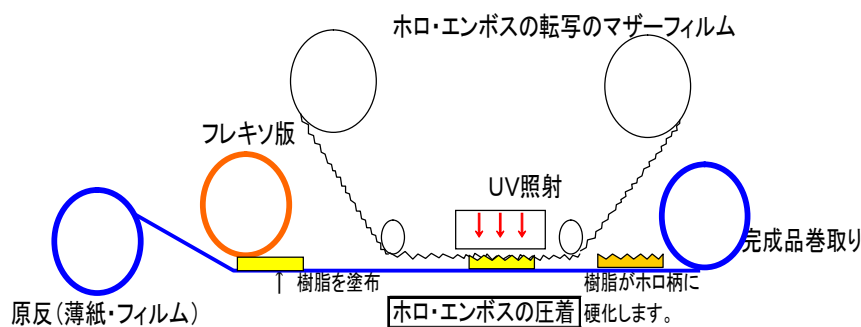 ホロ・エンボスの転写のマザーフィルム
フレキソ版
UV照射
完成品巻取り
↑ 樹脂を塗布
樹脂がホロ柄に
硬化します。
原反(薄紙・フィルム)
ホロ・エンボスの圧着